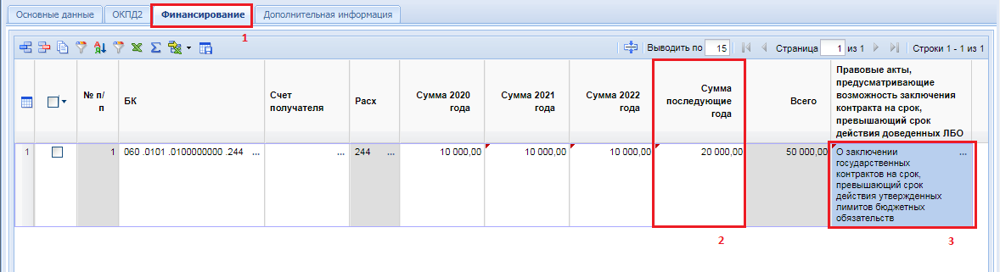 Основные данные ОКПД2 Финансирование Дополнительная информация
1
Выводить по 15 Страница 1 из 1 Строки 1 - 1 из 1
№ п/
п
БК
Счет
получателя
Расх
Сумма 2020
года
Сумма 2021
года
Сумма 2022
года
Сумма
последующие
года
Всего
Правовые акты,
предусматривающие
возможность заключения
контракта на срок,
превышающий срок
действия доведенных ЛБО
1 1 060 .0101 .0100000000 .244 ... ... 244 ... 10 000,00 10 000,00 10 000,00 20 000,00 50 000,00
О заключении ...
государственных
контрактов на срок,
превышающий срок
действия утвержденных
лимитов бюджетных
обязательств
2 3